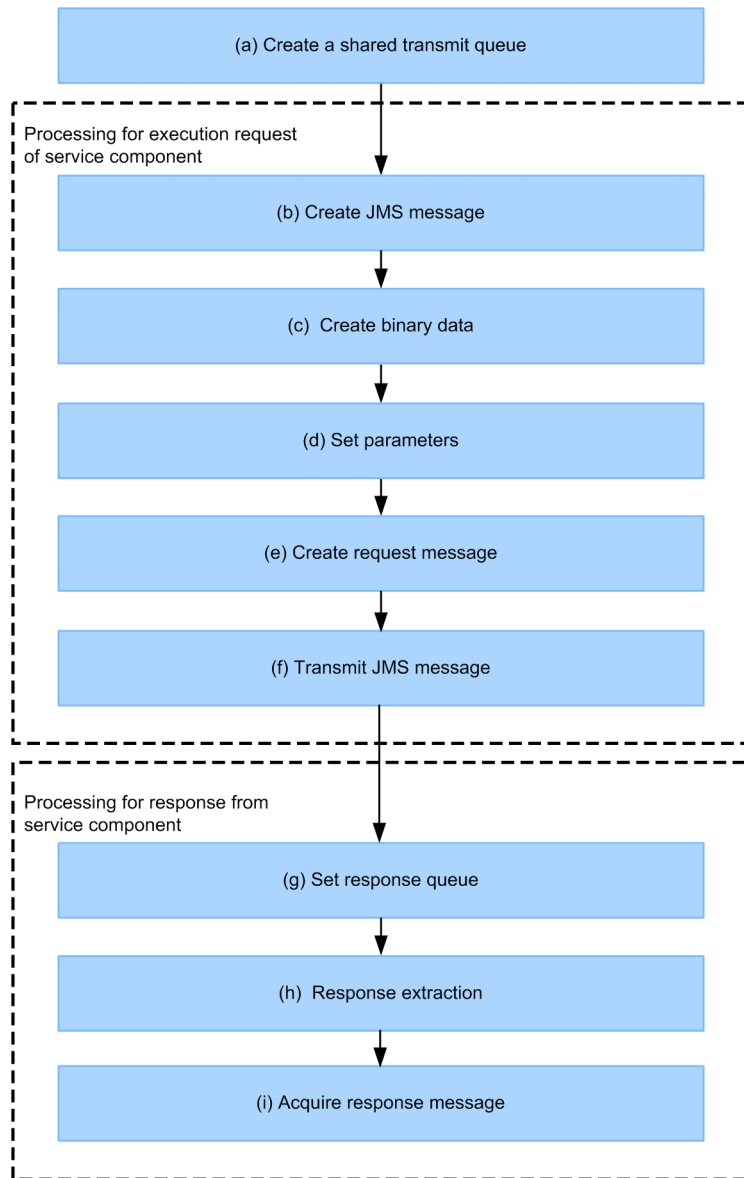 (a) Create a shared transmit queue
Processing for execution request
of service component
(b) Create JMS message
(c) Create binary data
(d) Set parameters
(e) Create request message
(f) Transmit JMS message
Processing for response from
service component
(g) Set response queue
(h) Response extraction
(i) Acquire response message